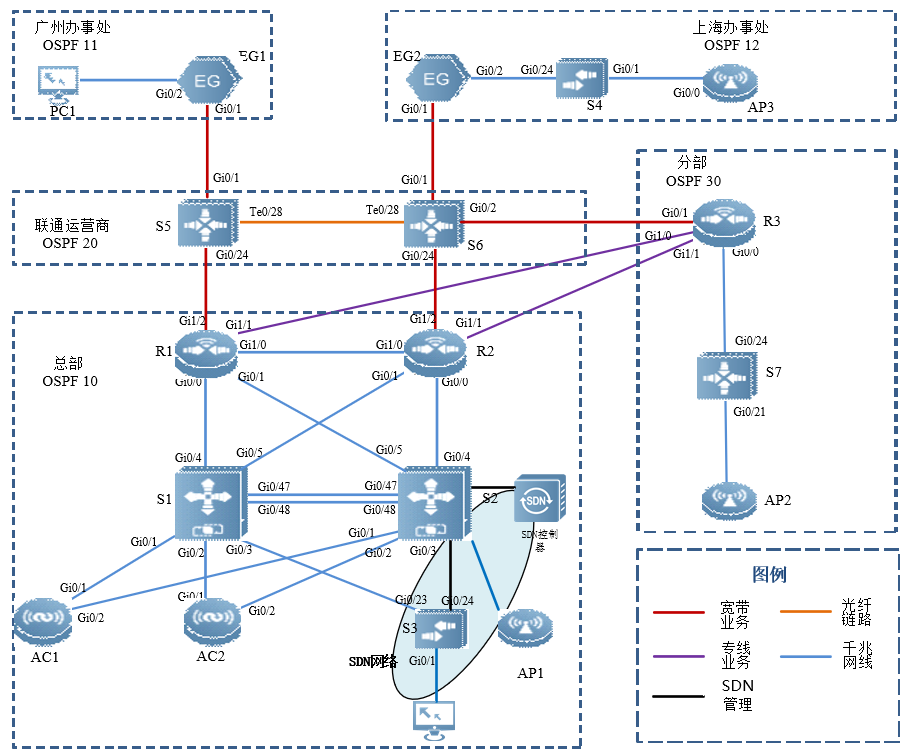 广州办事处
OSPF 11
EG1
EG
Gi0/2
Gi0/1
PC1
上海办事处
OSPF 12
EG2
EG
Gi0/2
Gi0/24
Gi0/1
Gi0/1
S4
Gi0/0
AP3
Gi0/1
Gi0/1
联通运营商
OSPF 20
S5
Te0/28
Te0/28
Gi0/2
S6
Gi0/24
Gi0/24
分部
OSPF 30
Gi0/1
R3
Gi1/0
Gi1/1
Gi0/0
Gi0/24
S7
Gi0/21
AP2
总部
OSPF 10
Gi1/2
Gi1/1
Gi1/2
Gi1/1
R1
Gi1/0
Gi1/0
R2
Gi0/0
Gi0/1
Gi0/1
Gi0/0
Gi0/4
Gi0/5
Gi0/5
Gi0/4
S1
Gi0/47
Gi0/47
Gi0/48
Gi0/48
S2
SDN
SDN控制
器
Gi0/1
Gi0/2
Gi0/3
Gi0/1
Gi0/2
Gi0/3
Gi0/1
Gi0/2
Gi0/1
Gi0/2
Gi0/23
Gi0/24
S3
AC1
AC2
SDN网络
Gi0/1
AP1
图例
宽带
业务
光纤
链路
专线
业务
千兆
网线
SDN
管理